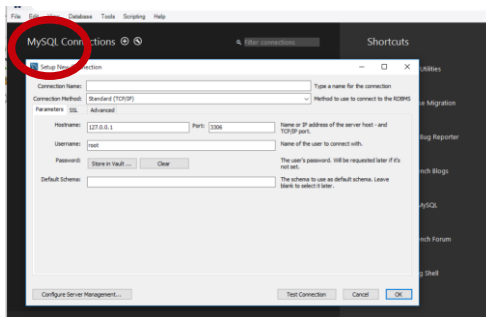 File Edit View Database Tools Scripting Help
MySQL Connections
Filter connections
Shortcuts
Setup New Connection
Connection Name:
Type a name for the connection
Connection Method: Standard (TCP/IP)
Method to use to connect to the RDBMS
Parameters SSL Advanced
Hostname: 127.0.0.1 Port: 3306
Name or IP address of the server host - and
TCP/IP port.
Username: root
Name of the user to connect with.
Password: Store in Vault ... Clear
The user's password. Will be requested later if it's
not set.
Default Schema:
The schema to use as default schema. Leave
blank to select it later.
Configure Server Management...
Test Connection Cancel OK
Utilities
Migration
Bug Reporter
Blogs
MySQL
Forum
Shell